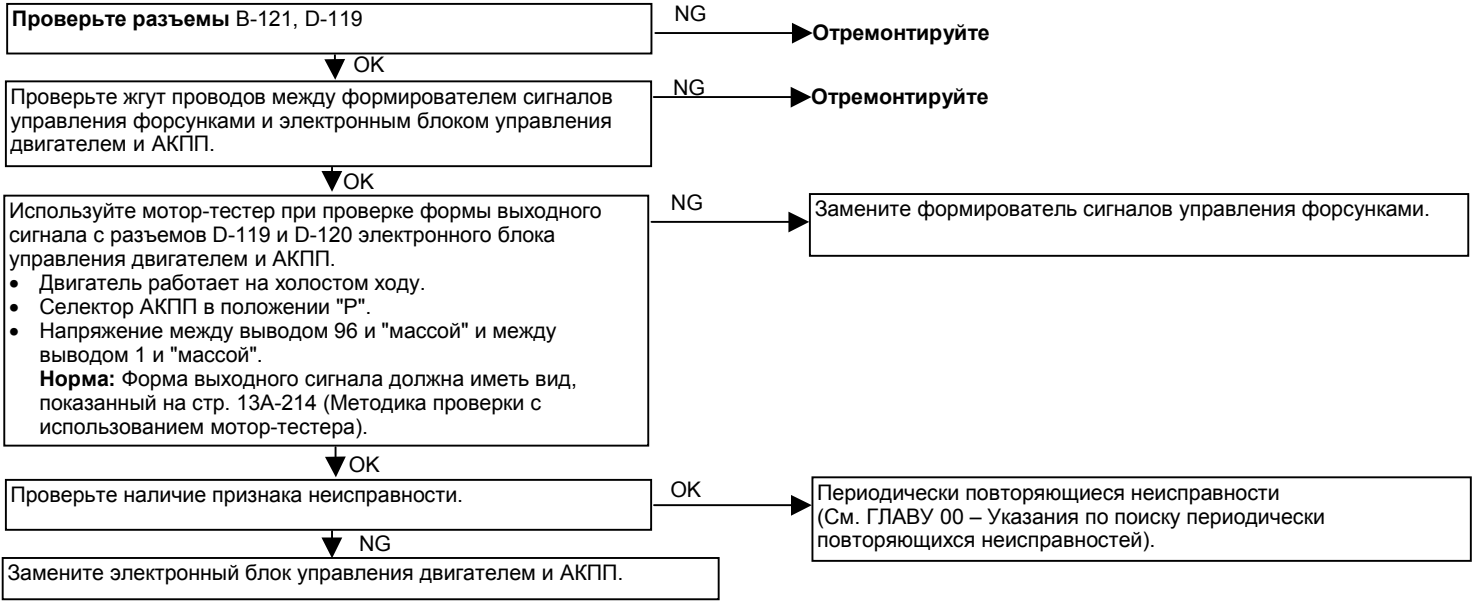 Проверьте разъемы B-121, D-119
NG
Отремонтируйте
OK
Проверьте жгут проводов между формирователем сигналов
управления форсунками и электронным блоком управления
двигателем и АКПП.
NG
Отремонтируйте
OK
Используйте мотор-тестер при проверке формы выходного
сигнала с разъемов D-119 и D-120 электронного блока
управления двигателем и АКПП.
• Двигатель работает на холостом ходу.
• Селектор АКПП в положении "Р".
• Напряжение между выводом 96 и "массой" и между
выводом 1 и "массой".
Норма: Форма выходного сигнала должна иметь вид,
показанный на стр. 13А-214 (Методика проверки с
использованием мотор-тестера).
NG
Замените формирователь сигналов управления форсунками.
OK
Проверьте наличие признака неисправности.
OK
Периодически повторяющиеся неисправности
(См. ГЛАВУ 00 – Указания по поиску периодически
повторяющихся неисправностей).
NG
Замените электронный блок управления двигателем и АКПП.